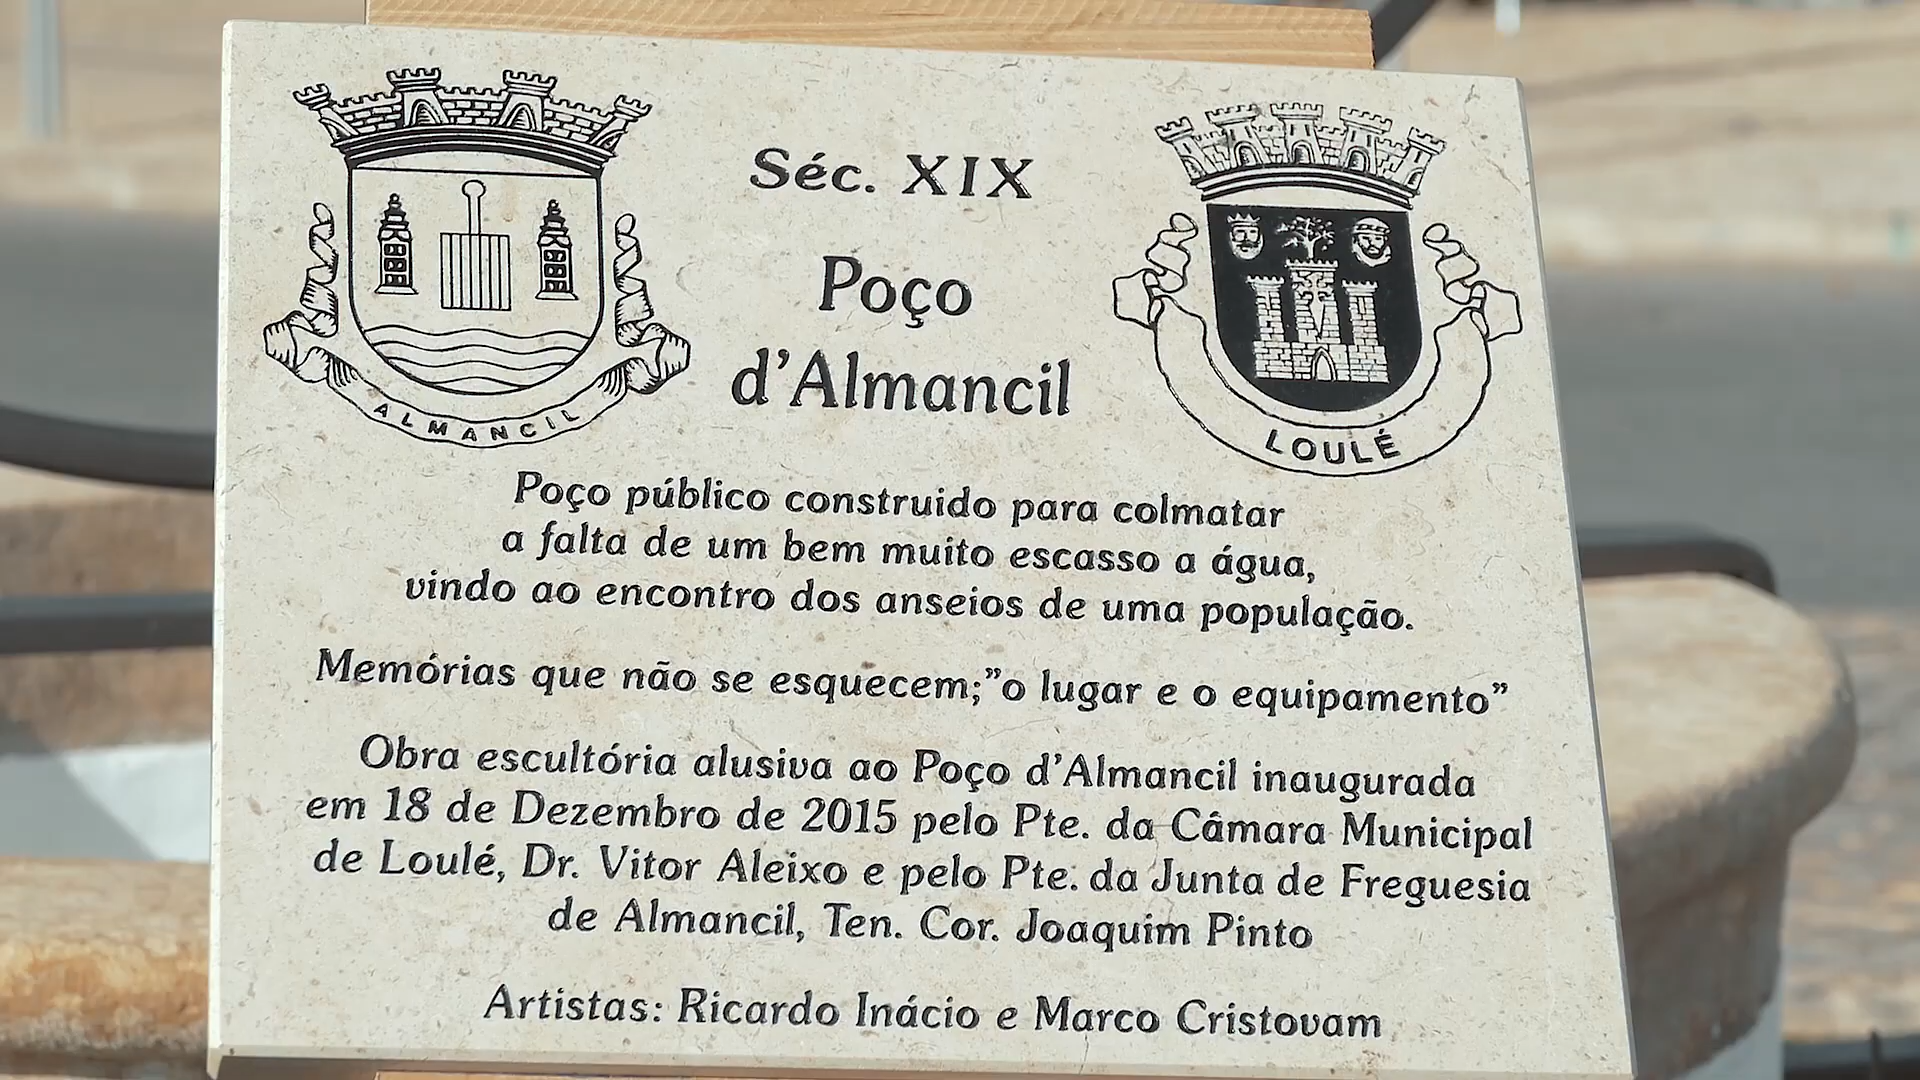 Séc. XIX
Poço
d'Almancil
ALMANCIL
LOULÉ
Poço público construido para colmatar
a falta de um bem muito escasso a água,
vindo ao encontro dos anseios de uma população.
Memórias que não se esquecem;”o lugar e o equipamento”
Obra escultória alusiva ao Poço d'Almancil inaugurada
em 18 de Dezembro de 2015 pelo Pte. da Câmara Municipal
de Loulé, Dr. Vitor Aleixo e pelo Pte. da Junta de Freguesia
de Almancil, Ten. Cor. Joaquim Pinto
Artistas: Ricardo Inácio e Marco Cristovam